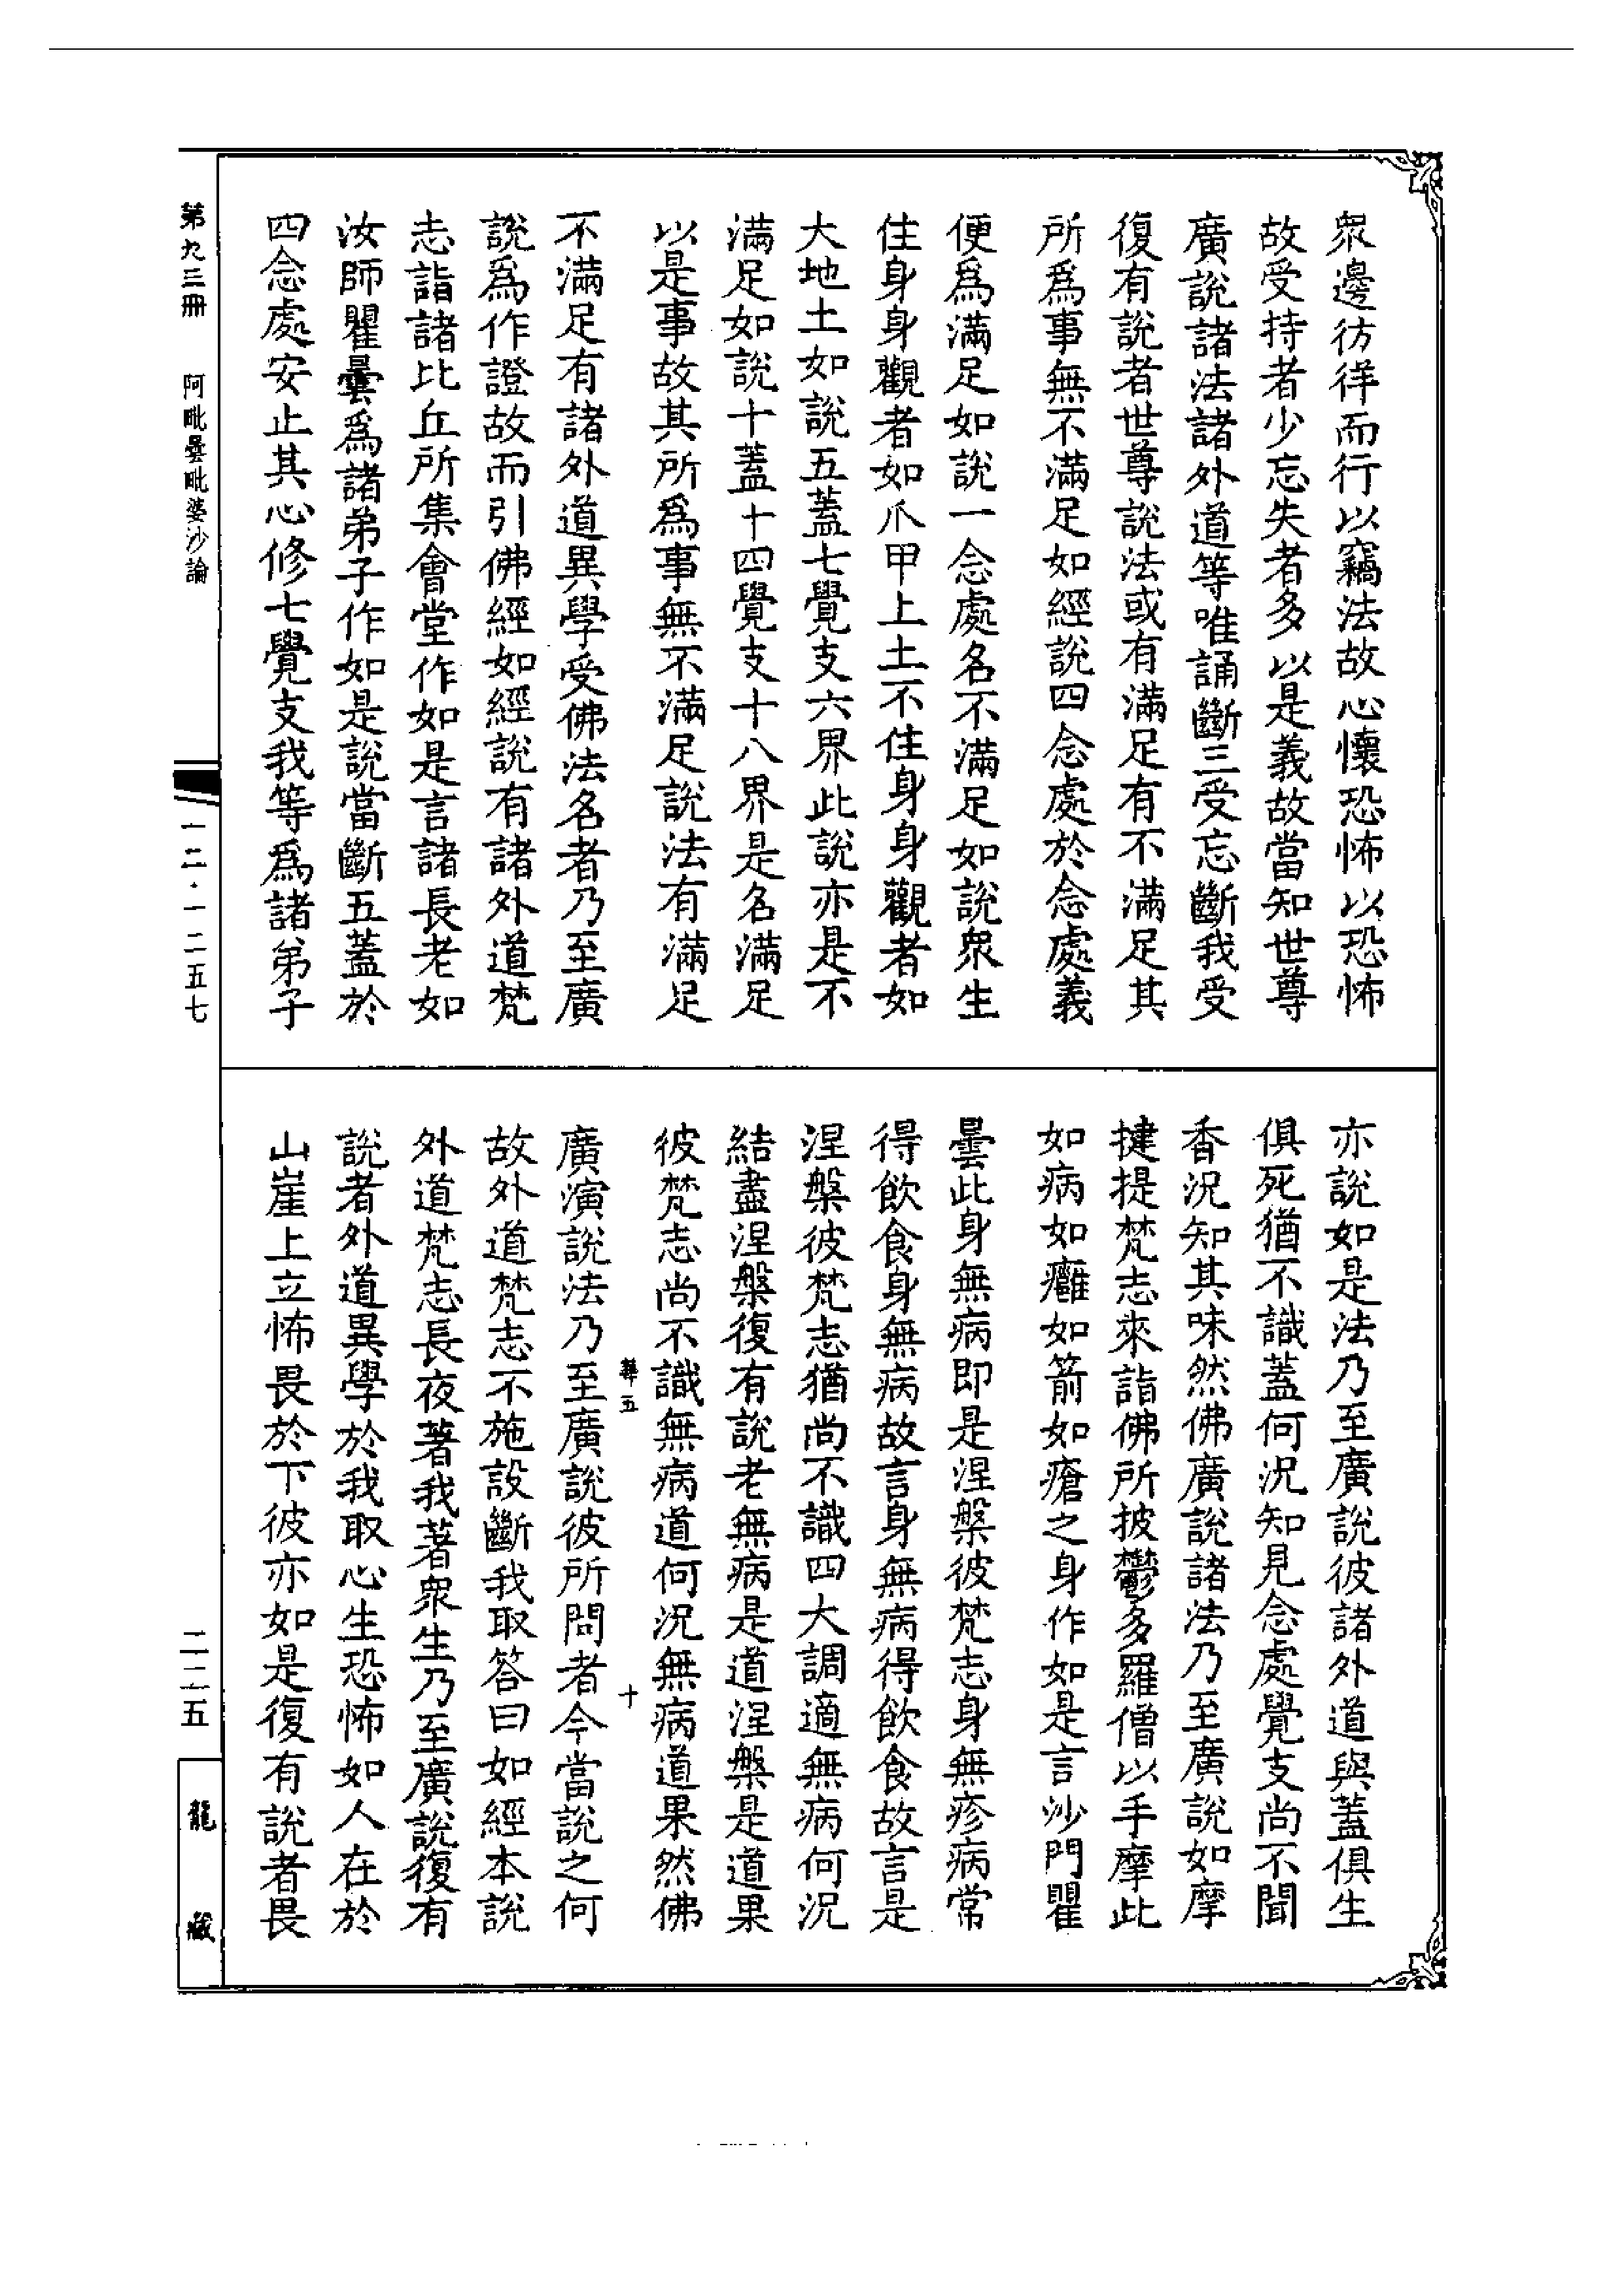 眾邊彷徉而行以竊法故心懷恐怖以恐怖
故受持者少忘失者多以是義故當知世尊
廣說諸法諸外道等唯誦斷三受忘斷我受
復有說者世尊說法或有滿足有不滿足其
所爲事無不滿足如經說四念處於念處義
便爲滿足如說一念處名不滿足如說眾生
住身身觀者如爪甲上土不住身身觀者如
大地土如說五蓋七覺支六界此說亦是不
滿足如說十蓋十四覺支十八界是名滿足
以是事故其所爲事無不滿足說法有滿足
不滿足有諸外道異學受佛法名者乃至廣
說爲作證故而引佛經如經說有諸外道梵
志詣諸比丘所集會堂作如是言諸長老如
汝師瞿曇爲諸弟子作如是說當斷五蓋於
四念處安止其心修七覺支我等爲諸弟子
亦說如是法乃至廣說彼諸外道與蓋俱生
俱死猶不識蓋何況知見念處覺支尚不聞
香況知其味然佛廣說諸法乃至廣說如摩
揵提梵志來詣佛所披鬱多羅僧以手摩此
如病如癰如箭如瘡之身作如是言沙門瞿
曇此身無病即是涅槃彼梵志身無疹病常
得飲食身無病故言身無病得飲食故言是
涅槃彼梵志猶尚不識四大調適無病何況
結盡涅槃復有說老無病是道涅槃是道果
彼梵志尚不識無病道何況無病道果然佛
廣演說法乃至廣說彼所問者今當說之何
故外道梵志不施設斷我取答曰如經本說
外道梵志長夜著我著眾生乃至廣說復有
說者外道異學於我取心生恐怖如人在於
山崖上立怖畏於下彼亦如是復有說者畏
五
十
第九三冊
阿毗曇毗婆沙論
一二·一二五七
二二五
龍藏